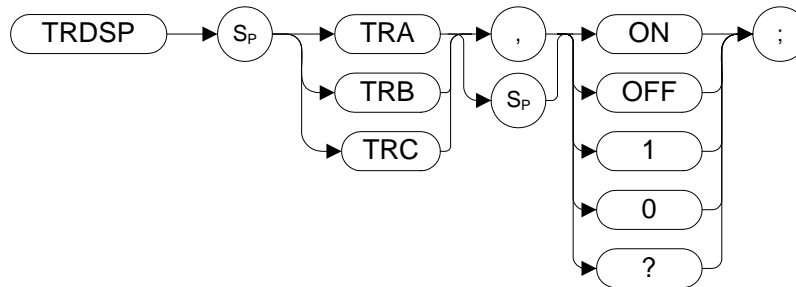 TRDSP SP TRA , ON ;
TRB SP OFF
TRC 1
0
?